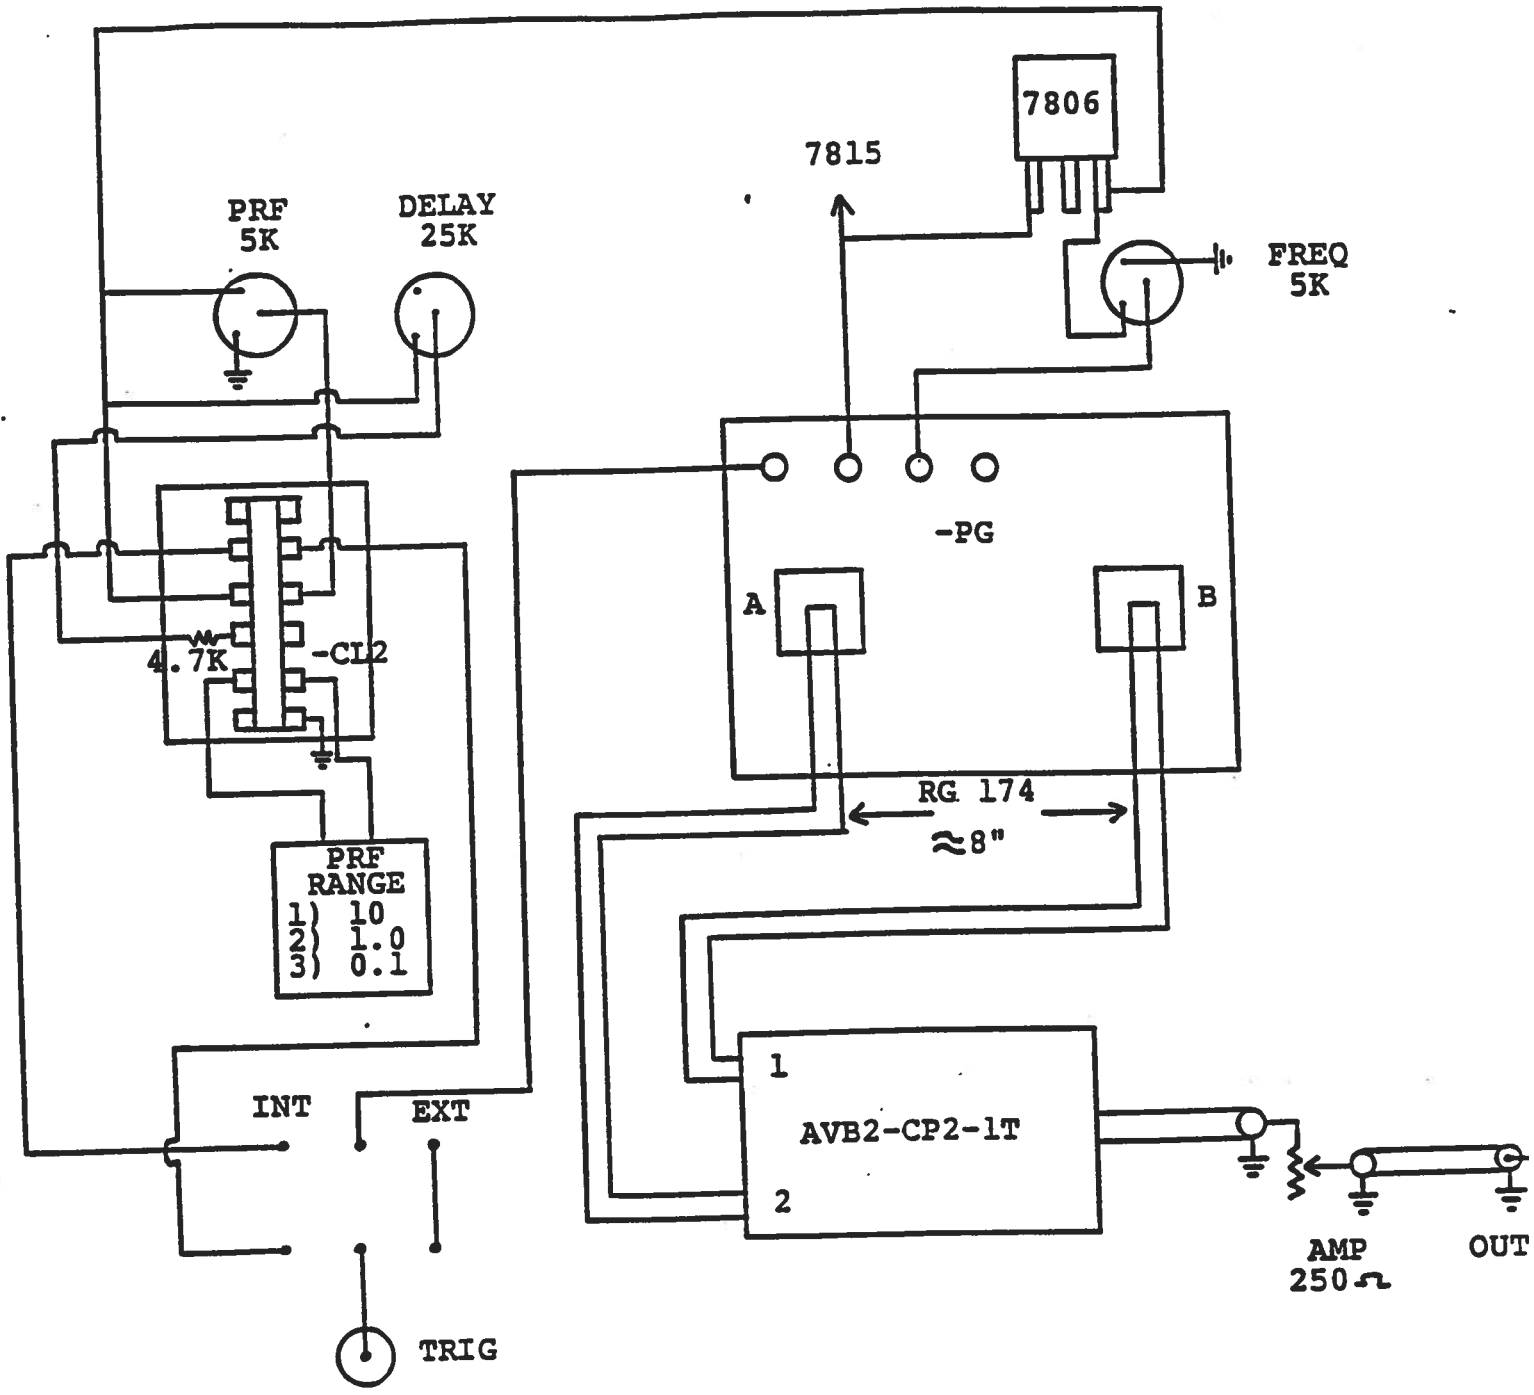 7806
7815
PRF
5K
DELAY
25K
FREQ
5K
-PG
A
B
4.7K
-CL2
RG 174
≈8"
PRF
RANGE
1) 10
2) 1.0
3) 0.1
INT
EXT
1
AVB2-CP2-1T
2
AMP
250Ω
OUT
TRIG